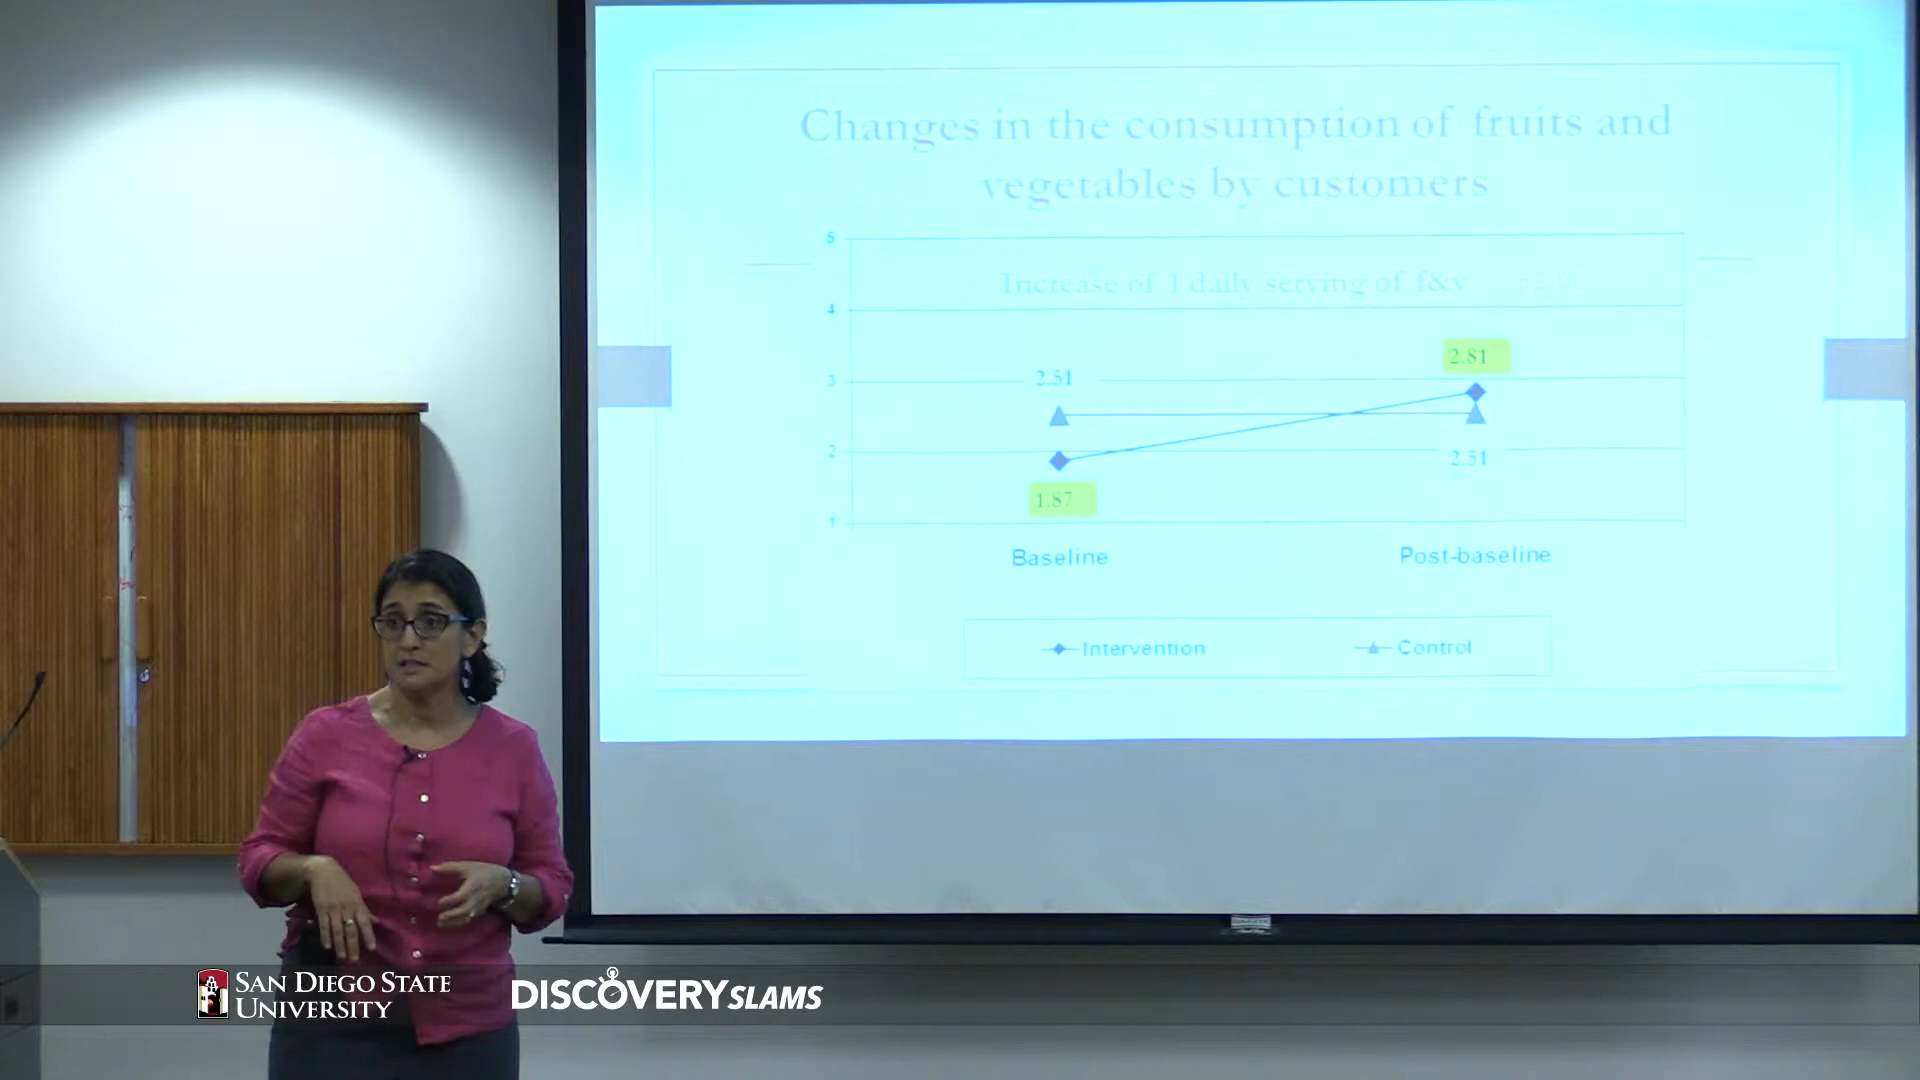 Changes in the consumption of fruits and
vegetables by customers
5
Increase of 1 daily serving of f&v
4
2.81
2.51
3
2
2.51
1.87
1
Baseline
Post-baseline
Intervention
Control
SAN DIEGO STATE
UNIVERSITY
DISCOVERY SLAMS